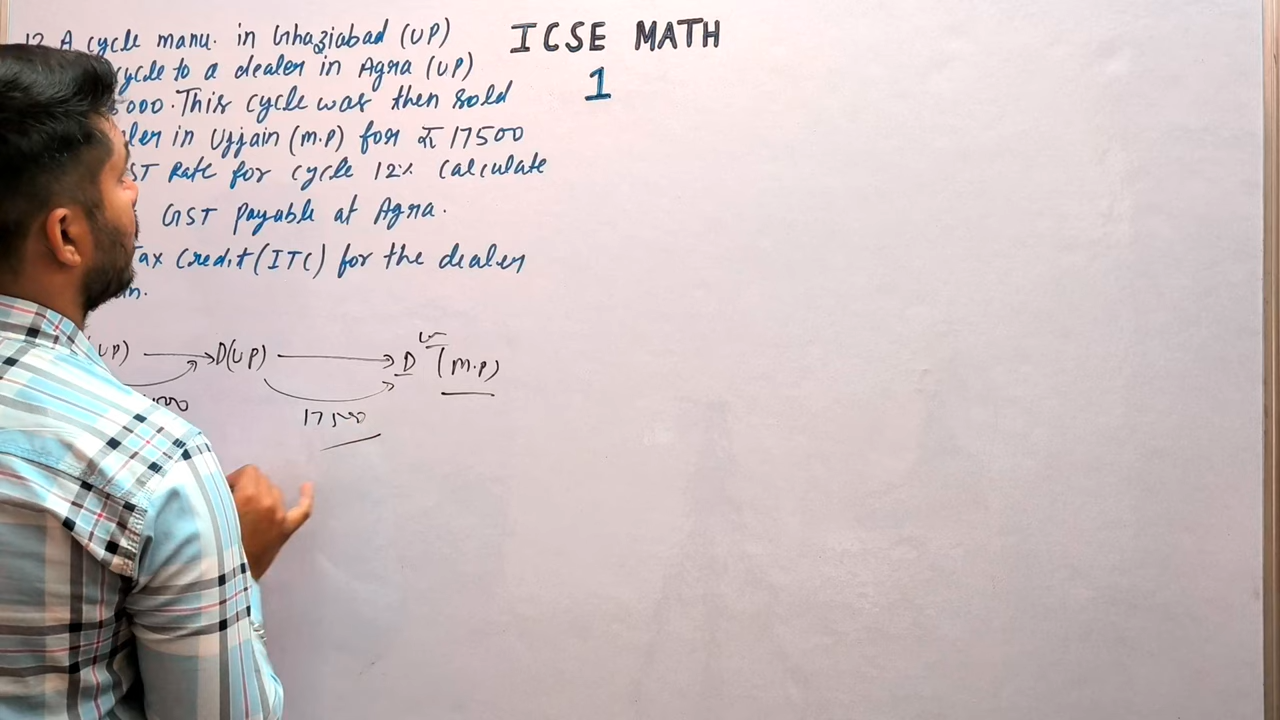 12 A cycle manu. in Ghaziabad (UP)
cycle to a dealer in Agra (UP)
5000. This cycle was then sold
ler in Ujjain (m.p) for ₹ 17500
ST Rate for cycle 12% calculate
GST payable at Agra.
Tax Credit (ITC) for the dealer
n.
ICSE MATH
1
(UP) D(UP) D (m.p)
17500